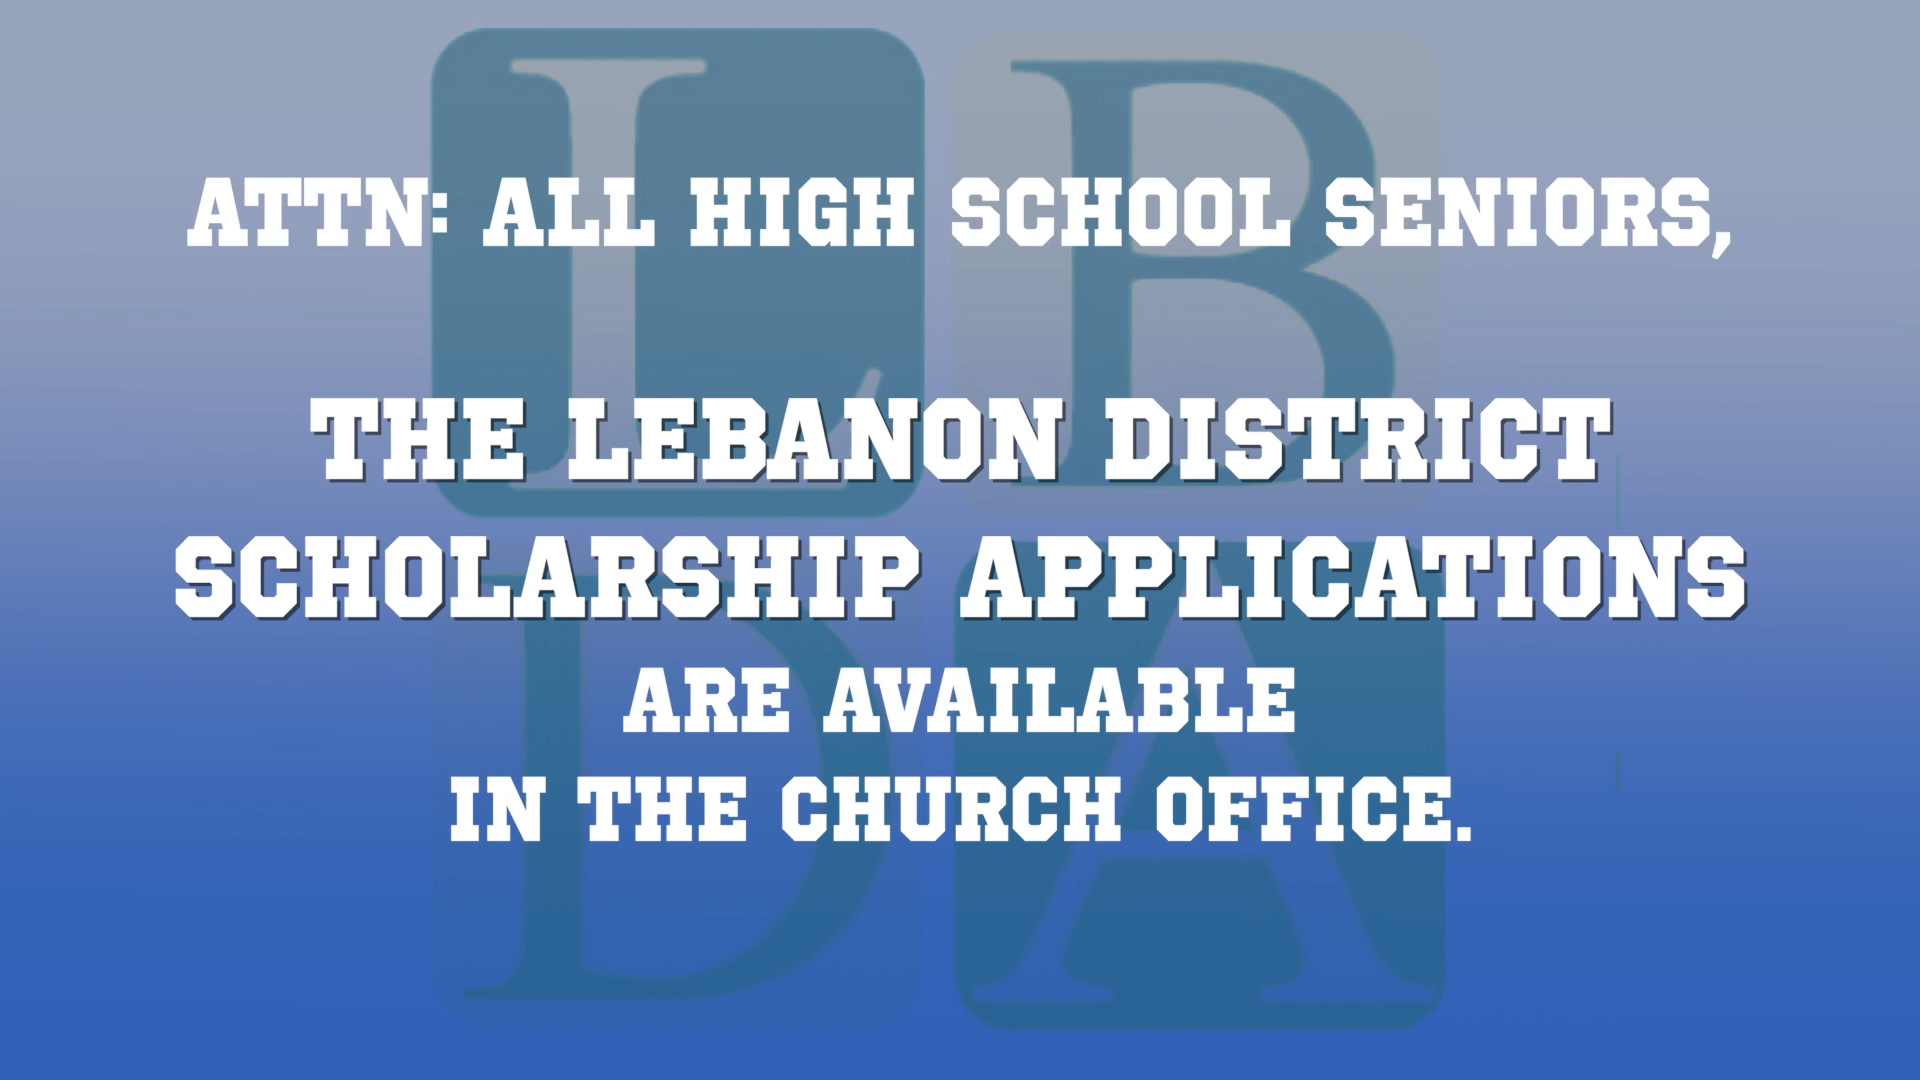 L B
ATTN: ALL HIGH SCHOOL SENIORS,
THE LEBANON DISTRICT
SCHOLARSHIP APPLICATIONS
ARE AVAILABLE
IN THE CHURCH OFFICE.
D A